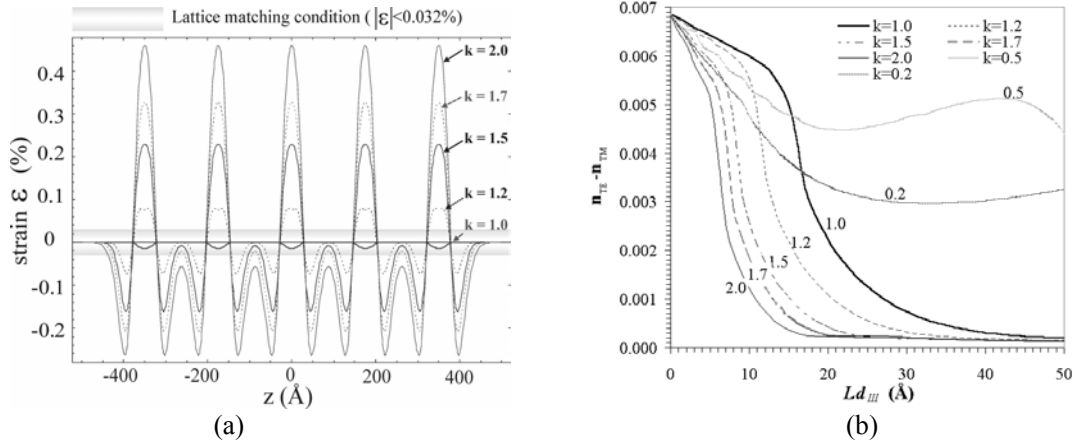 Lattice matching condition ( |ε|<0.032%)
strain ε (%)
0.4
0.3
0.2
0.1
0
-0.1
-0.2
k = 2.0
k = 1.7
k = 1.5
k = 1.2
k = 1.0
-400
-200
0
200
400
z (Å)
(a)
n_TE - n_TM
0.007
0.006
0.005
0.004
0.003
0.002
0.001
0.000
k=1.0
k=1.2
k=1.5
k=1.7
k=2.0
k=0.5
k=0.2
0.5
0.2
1.0
1.2
1.5
1.7
2.0
0
10
20
30
40
50
Ld_III (Å)
(b)